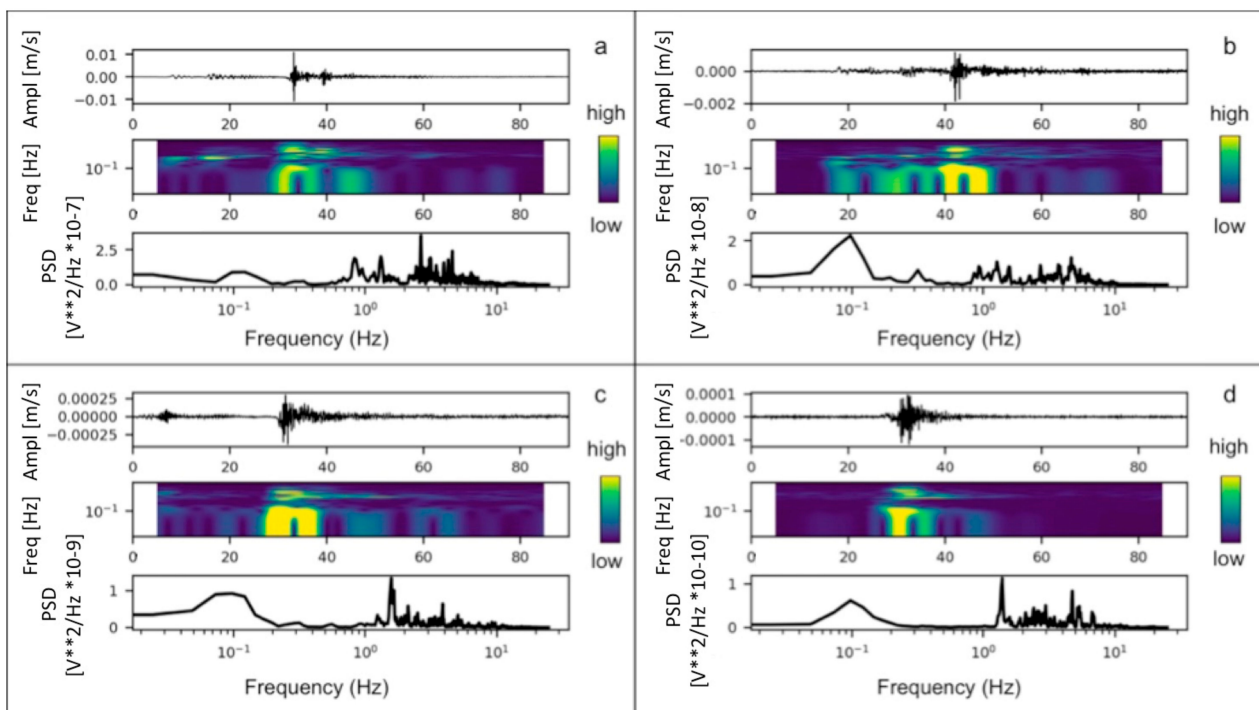 a
Ampl [m/s]
0.01
0.00
−0.01
0 20 40 60 80
high
low
Freq [Hz]
10−1
0 20 40 60 80
PSD
[V**2/Hz *10-7]
2.5
0.0
10−1 100 101
Frequency (Hz)
b
Ampl [m/s]
0.000
−0.002
0 20 40 60 80
high
low
Freq [Hz]
10−1
0 20 40 60 80
PSD
[V**2/Hz *10-8]
2
0
10−1 100 101
Frequency (Hz)
c
Ampl [m/s]
0.00025
0.00000
−0.00025
0 20 40 60 80
high
low
Freq [Hz]
10−1
0 20 40 60 80
PSD
[V**2/Hz *10-9]
1
0
10−1 100 101
Frequency (Hz)
d
Ampl [m/s]
0.0001
0.0000
-0.0001
0 20 40 60 80
high
low
Freq [Hz]
10−1
0 20 40 60 80
PSD
[V**2/Hz *10-10]
1
0
10−1 100 101
Frequency (Hz)